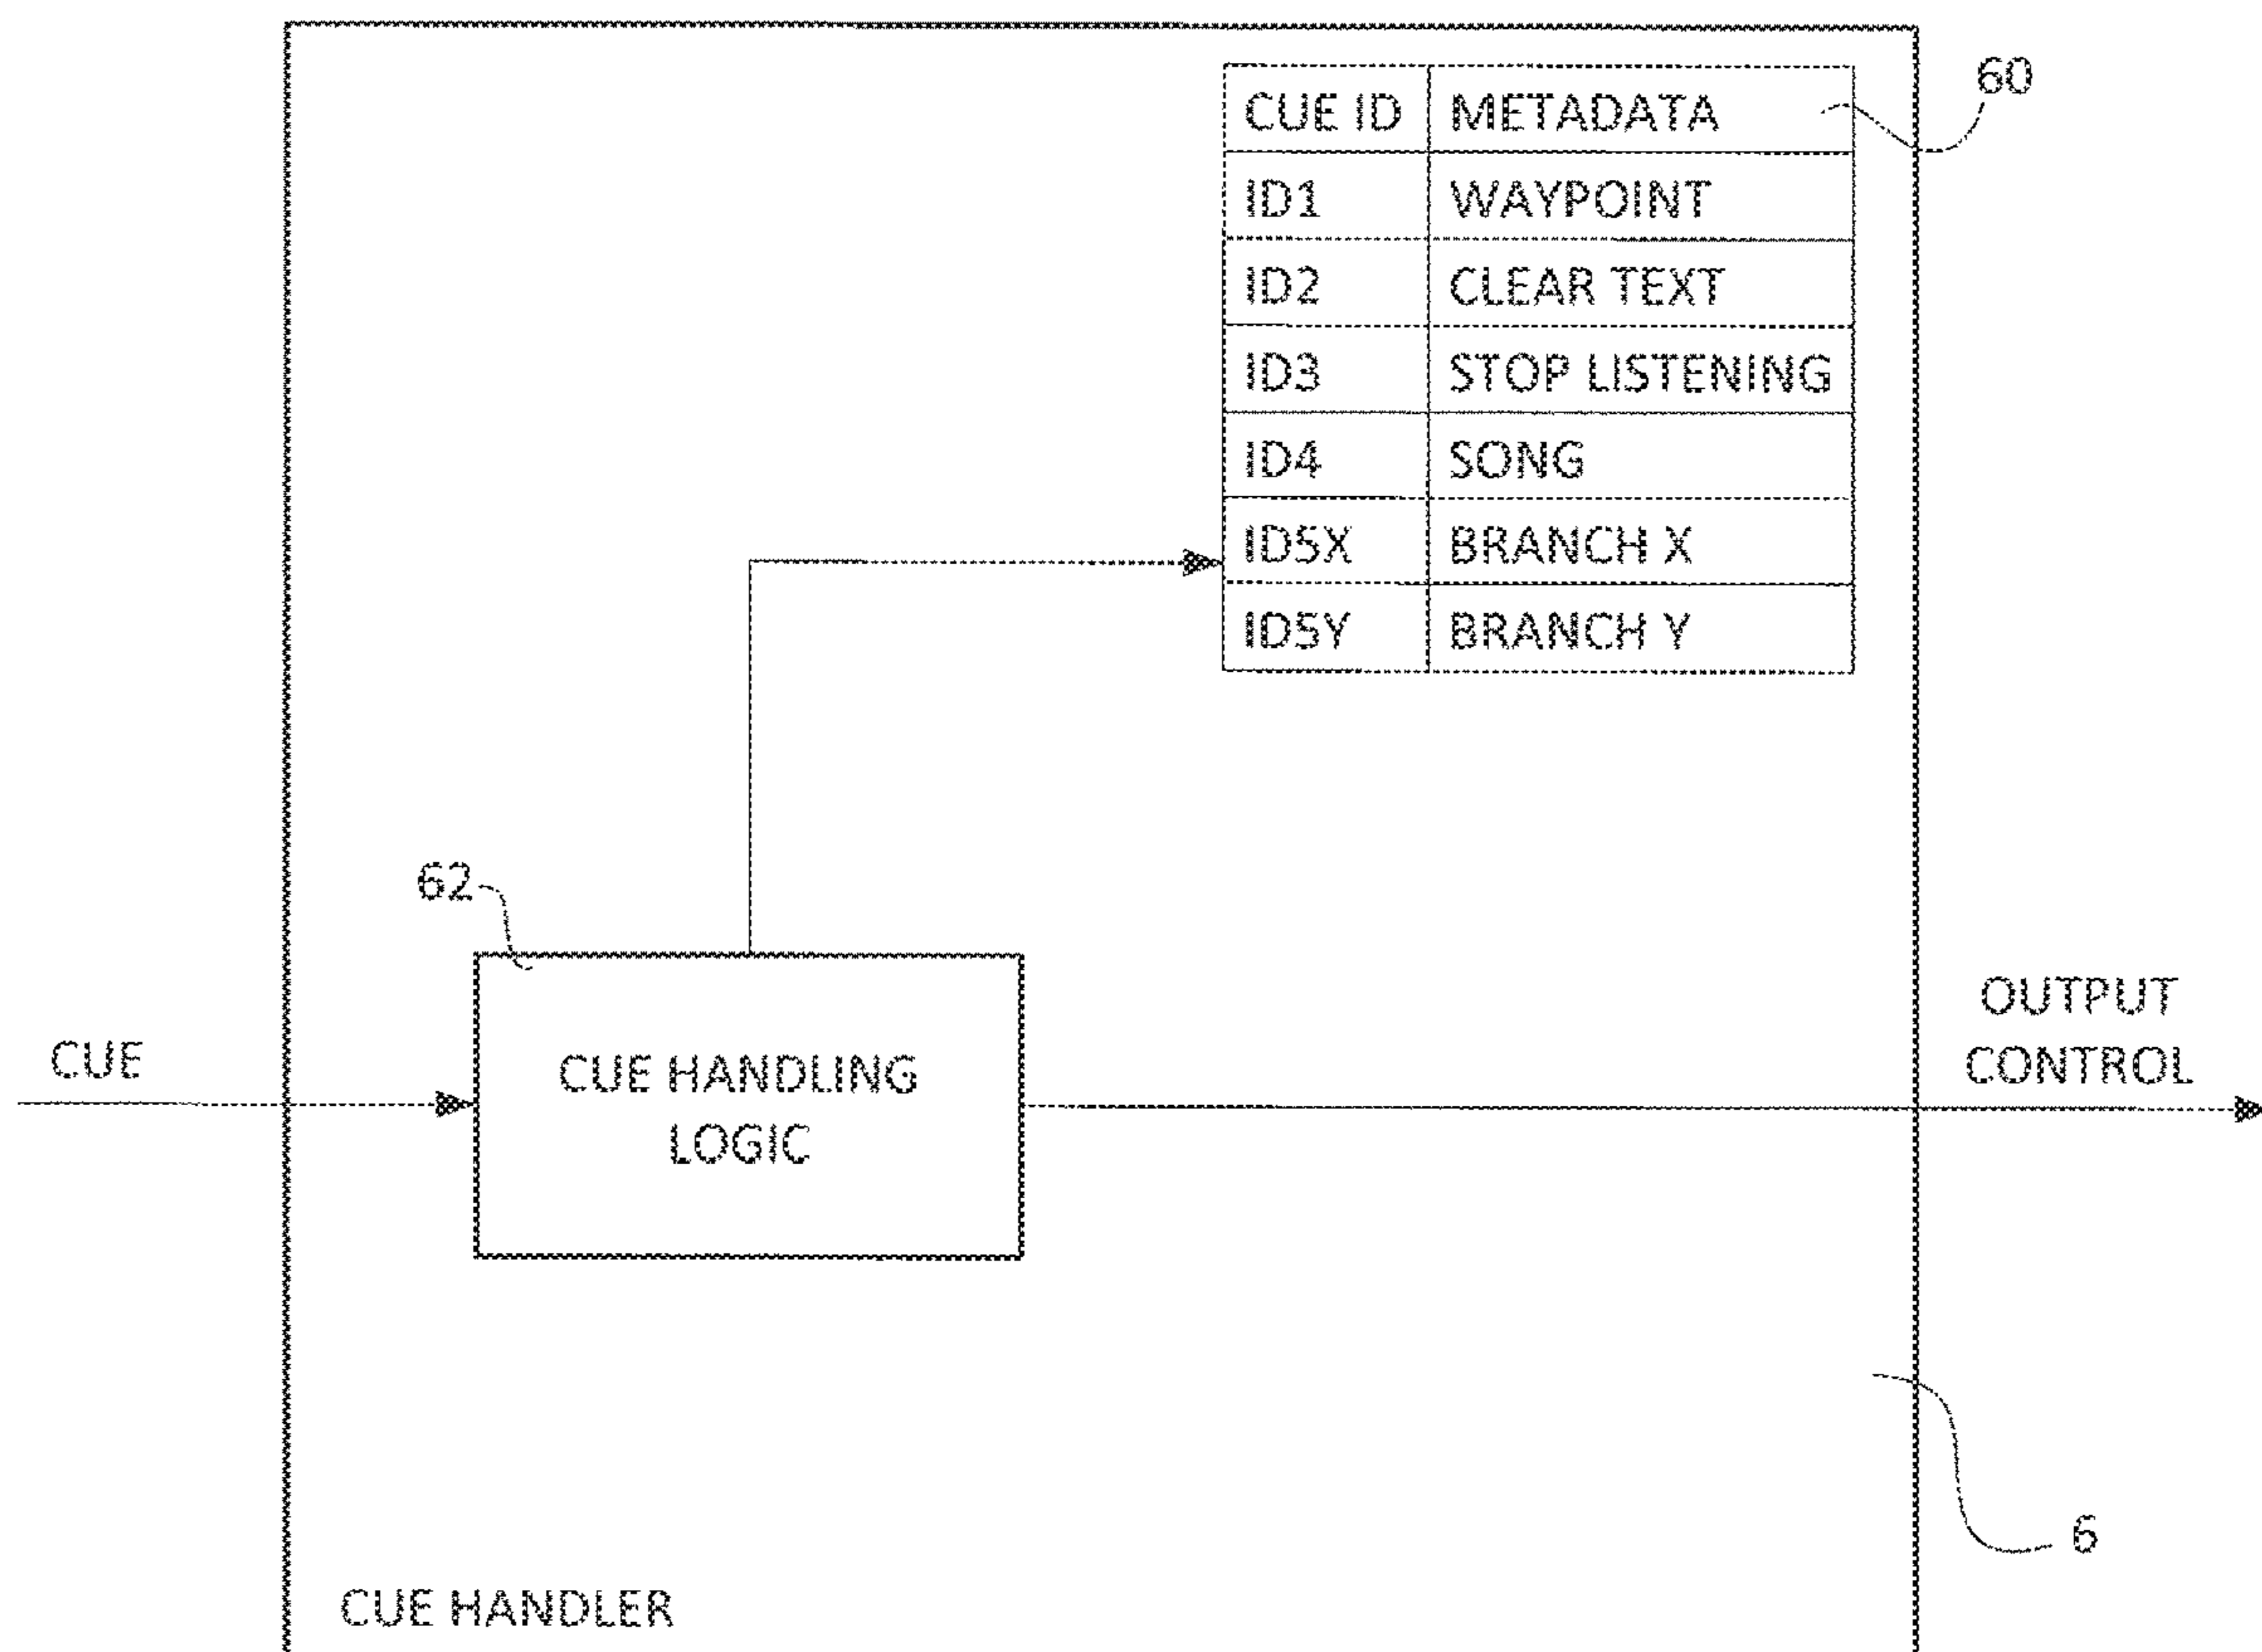 60
CUE ID METADATA
ID1 WAYPOINT
ID2 CLEAR TEXT
ID3 STOP LISTENING
ID4 SONG
ID5X BRANCH X
ID5Y BRANCH Y
62
CUE
CUE HANDLING
LOGIC
OUTPUT
CONTROL
6
CUE HANDLER